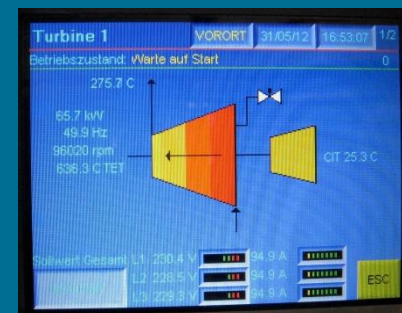 Turbine 1 VORORT 31/05/12 16:53:07 1/2
Betriebszustand: Warte auf Start 0
275.7 C
65.7 kW
49.9 Hz
96020 rpm
636.3 C TET
CIT 25.3 C
Sollwert Gesamt L1 230.4 V 94.9 A
L2 228.5 V 94.9 A
L3 229.3 V 94.9 A
ESC